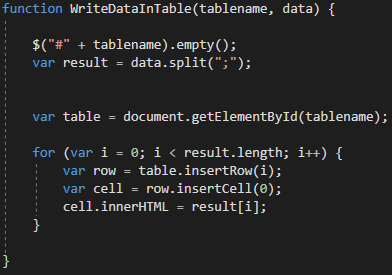 function WriteDataInTable(tablename, data) {
$("#" + tablename).empty();
var result = data.split(";");
var table = document.getElementById(tablename);
for (var i = 0; i < result.length; i++) {
var row = table.insertRow(i);
var cell = row.insertCell(0);
cell.innerHTML = result[i];
}
}